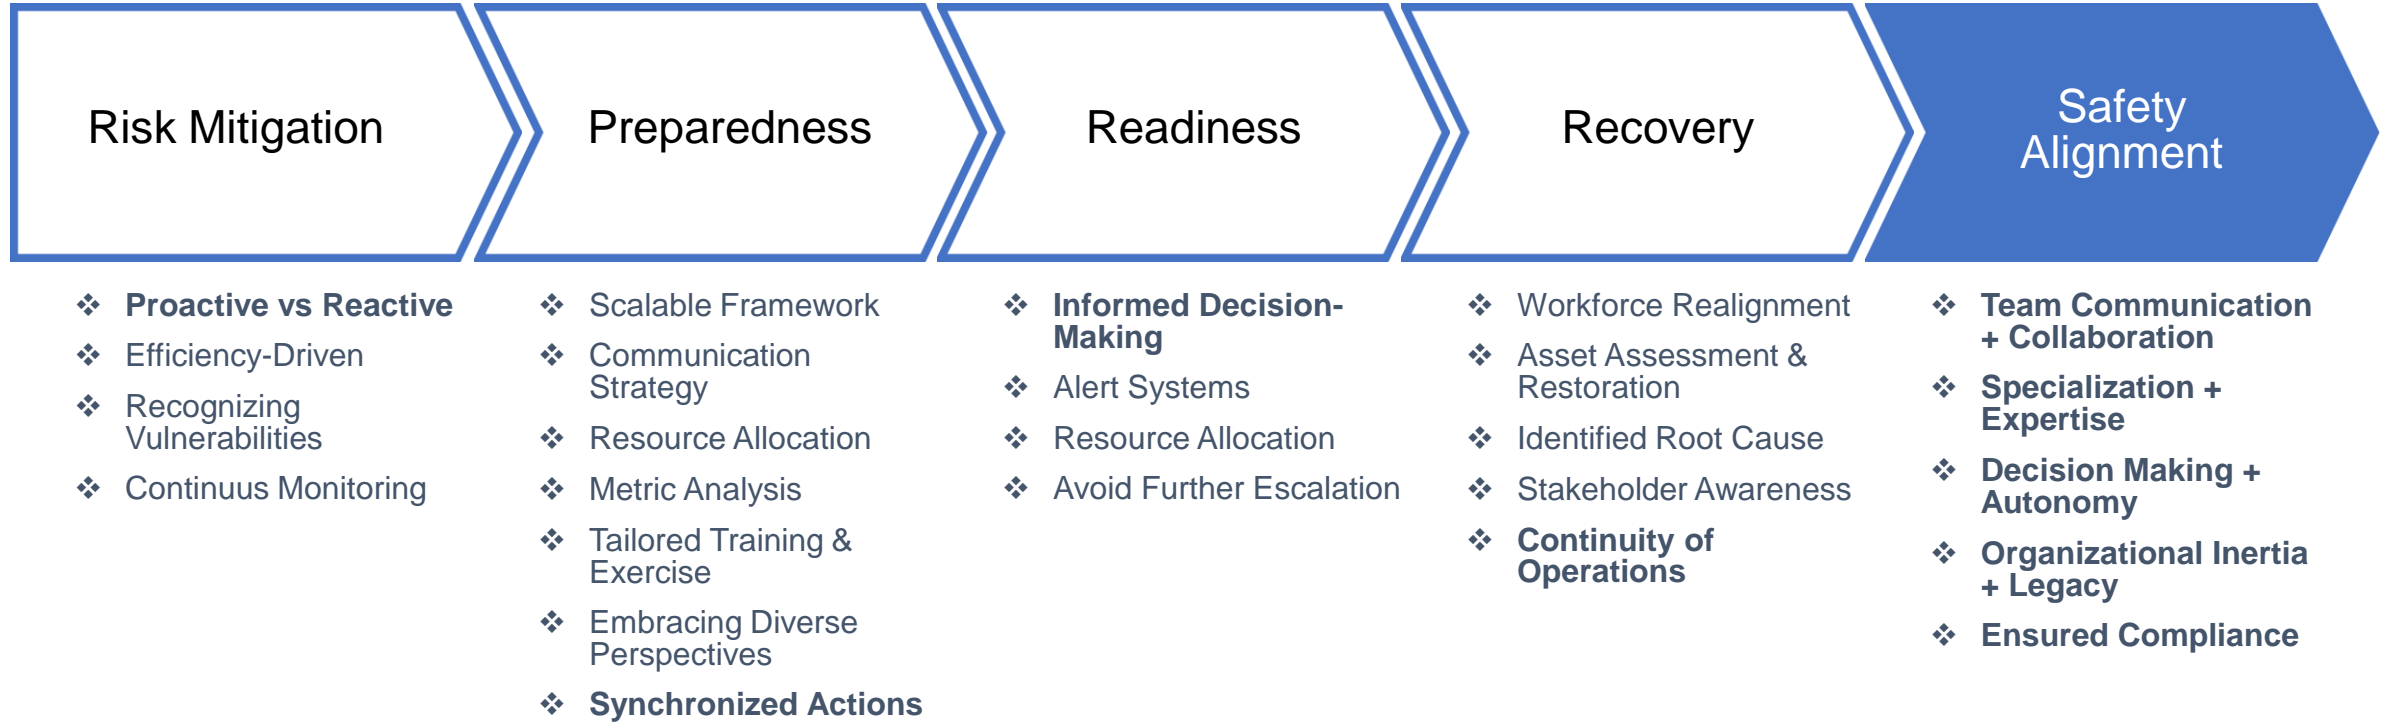 Risk Mitigation
Proactive vs Reactive
Efficiency-Driven
Recognizing
Vulnerabilities
Continuus Monitoring
Preparedness
Scalable Framework
Communication
Strategy
Resource Allocation
Metric Analysis
Tailored Training &
Exercise
Embracing Diverse
Perspectives
Synchronized Actions
Readiness
Informed Decision-
Making
Alert Systems
Resource Allocation
Avoid Further Escalation
Recovery
Workforce Realignment
Asset Assessment &
Restoration
Identified Root Cause
Stakeholder Awareness
Continuity of
Operations
Safety
Alignment
Team Communication
+ Collaboration
Specialization +
Expertise
Decision Making +
Autonomy
Organizational Inertia
+ Legacy
Ensured Compliance